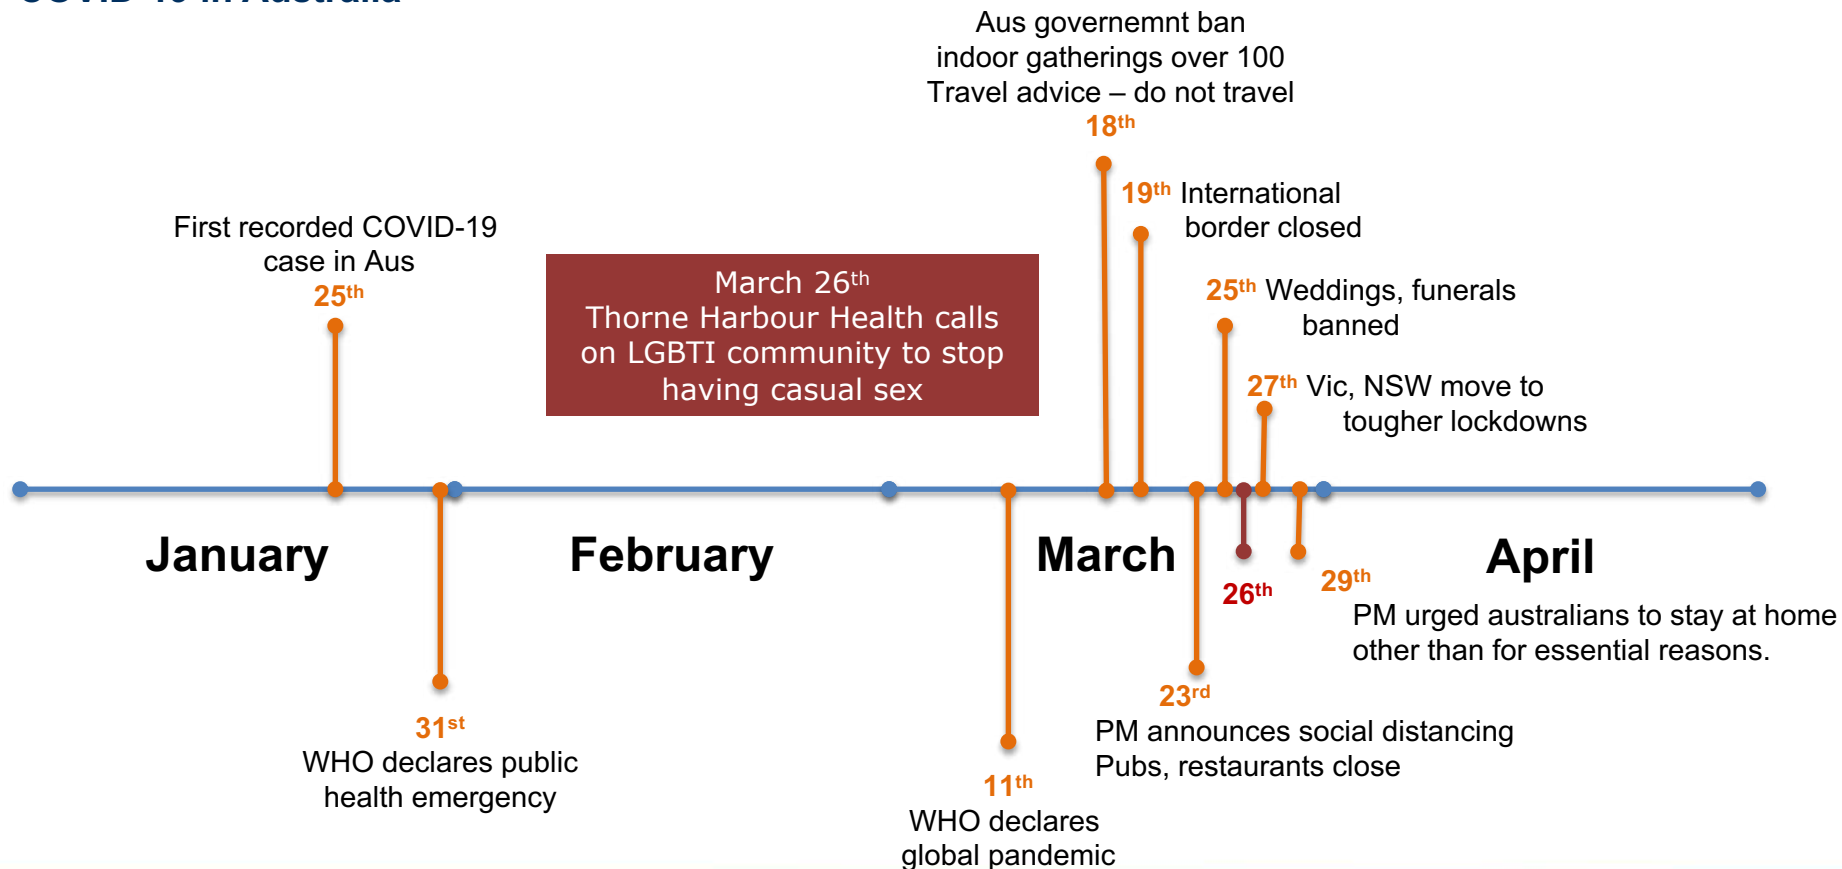 COVID-19 in Australia
Aus governemnt ban
indoor gatherings over 100
Travel advice – do not travel
18th
19th International
border closed
First recorded COVID-19
case in Aus
25th
March 26th
Thorne Harbour Health calls
on LGBTI community to stop
having casual sex
25th Weddings, funerals
banned
27th Vic, NSW move to
tougher lockdowns
January
February
March
April
26th
29th
PM urged australians to stay at home
other than for essential reasons.
23rd
PM announces social distancing
Pubs, restaurants close
31st
WHO declares public
health emergency
11th
WHO declares
global pandemic